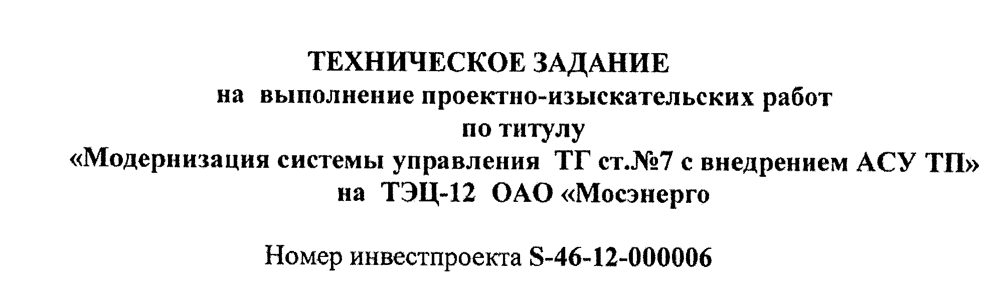 ТЕХНИЧЕСКОЕ ЗАДАНИЕ
на выполнение проектно-изыскательских работ
по титулу
«Модернизация системы управления ТГ ст.№7 с внедрением АСУ ТП»
на ТЭЦ-12 ОАО «Мосэнерго
Номер инвестпроекта S-46-12-000006